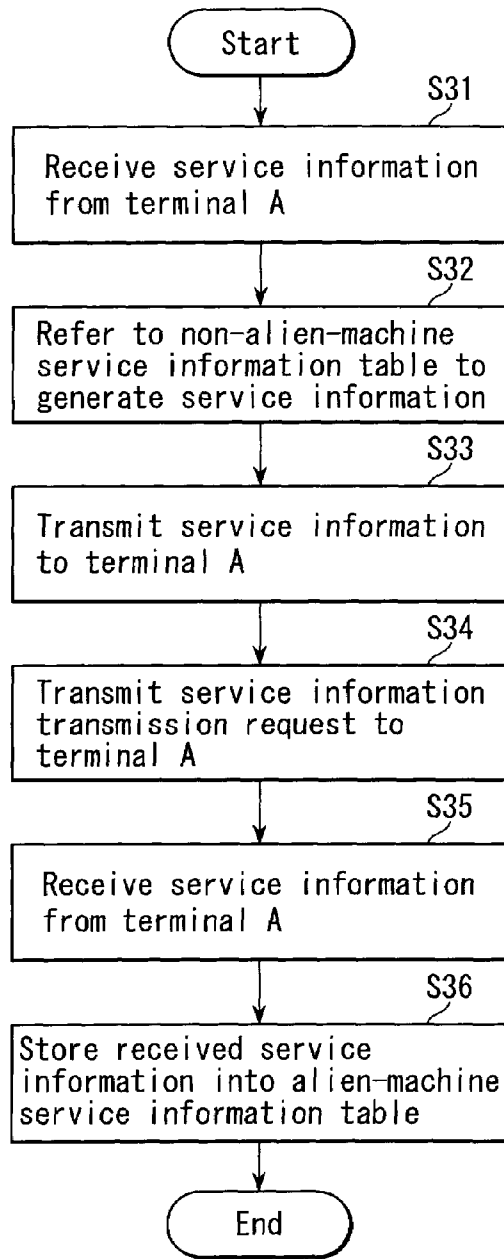 Start
S31
Receive service information
from terminal A
S32
Refer to non-alien-machine
service information table to
generate service information
S33
Transmit service information
to terminal A
S34
Transmit service information
transmission request to
terminal A
S35
Receive service information
from terminal A
S36
Store received service
information into alien-machine
service information table
End